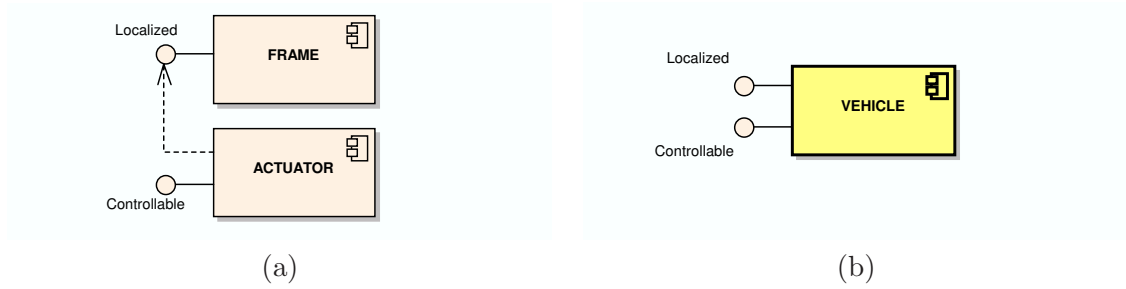 Localized
FRAME
ACTUATOR
Controllable
(a)
Localized
VEHICLE
Controllable
(b)